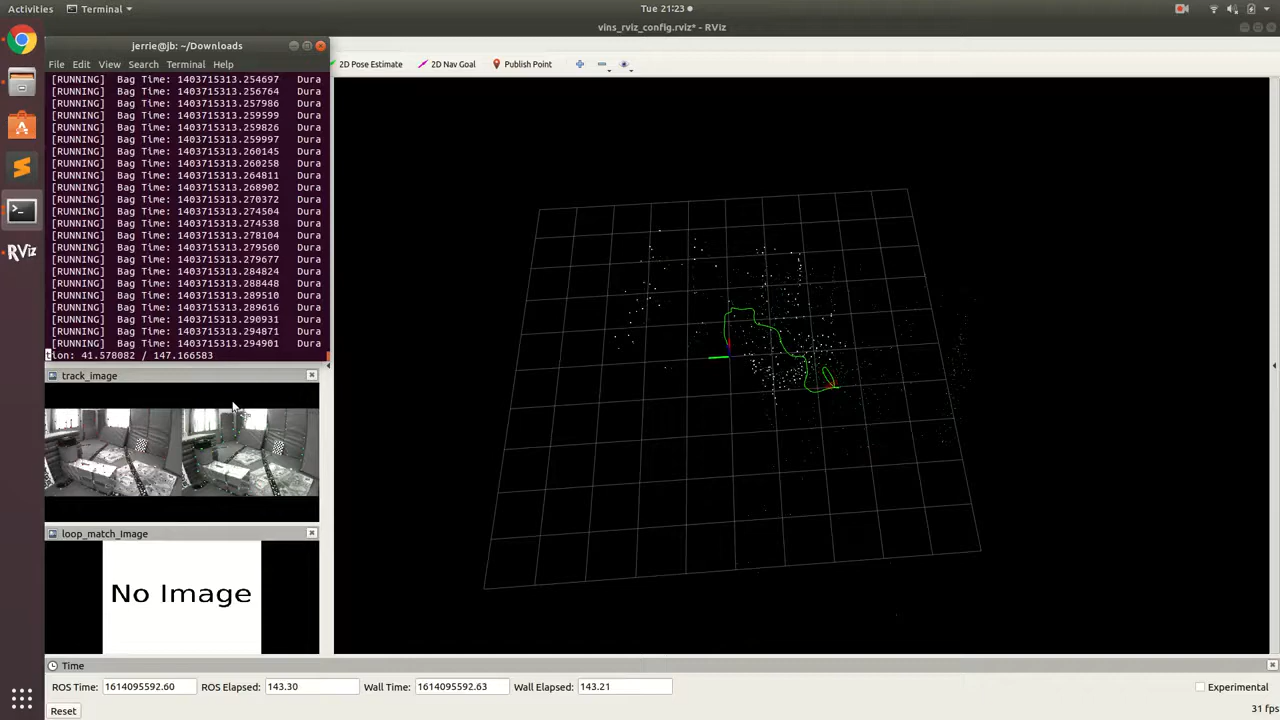 Activities
Terminal
Tue 21:23
vins_rviz_config.rviz* - RViz
jerrie@jb: ~/Downloads
File Edit View Search Terminal Help
2D Pose Estimate
2D Nav Goal
Publish Point
[RUNNING] Bag Time: 1403715313.254697 Dura
[RUNNING] Bag Time: 1403715313.256764 Dura
[RUNNING] Bag Time: 1403715313.257986 Dura
[RUNNING] Bag Time: 1403715313.259599 Dura
[RUNNING] Bag Time: 1403715313.259826 Dura
[RUNNING] Bag Time: 1403715313.259997 Dura
[RUNNING] Bag Time: 1403715313.260145 Dura
[RUNNING] Bag Time: 1403715313.260258 Dura
[RUNNING] Bag Time: 1403715313.264811 Dura
[RUNNING] Bag Time: 1403715313.268902 Dura
[RUNNING] Bag Time: 1403715313.270372 Dura
[RUNNING] Bag Time: 1403715313.274504 Dura
[RUNNING] Bag Time: 1403715313.274538 Dura
[RUNNING] Bag Time: 1403715313.278104 Dura
[RUNNING] Bag Time: 1403715313.279560 Dura
[RUNNING] Bag Time: 1403715313.279677 Dura
[RUNNING] Bag Time: 1403715313.284824 Dura
[RUNNING] Bag Time: 1403715313.288448 Dura
[RUNNING] Bag Time: 1403715313.289510 Dura
[RUNNING] Bag Time: 1403715313.289616 Dura
[RUNNING] Bag Time: 1403715313.290931 Dura
[RUNNING] Bag Time: 1403715313.294871 Dura
[RUNNING] Bag Time: 1403715313.294901 Dura
tion: 41.578082 / 147.166583
RViz
track_image
loop_match_Image
No Image
Time
ROS Time: 1614095592.60 ROS Elapsed: 143.30 Wall Time: 1614095592.63 Wall Elapsed: 143.21 Experimental
Reset
31 fps